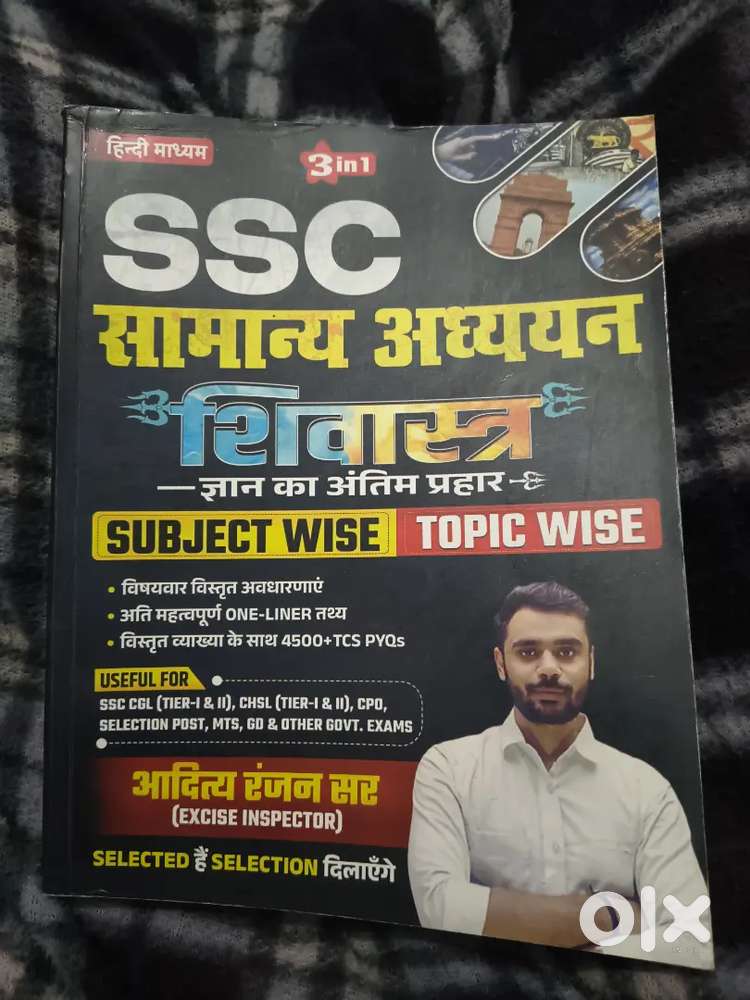 हिन्दी माध्यम
3 in 1
SSC
सामान्य अध्ययन
शिवास्त्र
ज्ञान का अंतिम प्रहार
SUBJECT WISE TOPIC WISE
• विषयवार विस्तृत अवधारणाएं
• अति महत्वपूर्ण ONE-LINER तथ्य
• विस्तृत व्याख्या के साथ 4500+TCS PYQs
USEFUL FOR
SSC CGL (TIER-I & II), CHSL (TIER-I & II), CPO,
SELECTION POST, MTS, GD & OTHER GOVT. EXAMS
आदित्य रंजन सर
(EXCISE INSPECTOR)
SELECTED हैं SELECTION दिलाएँगे
olx